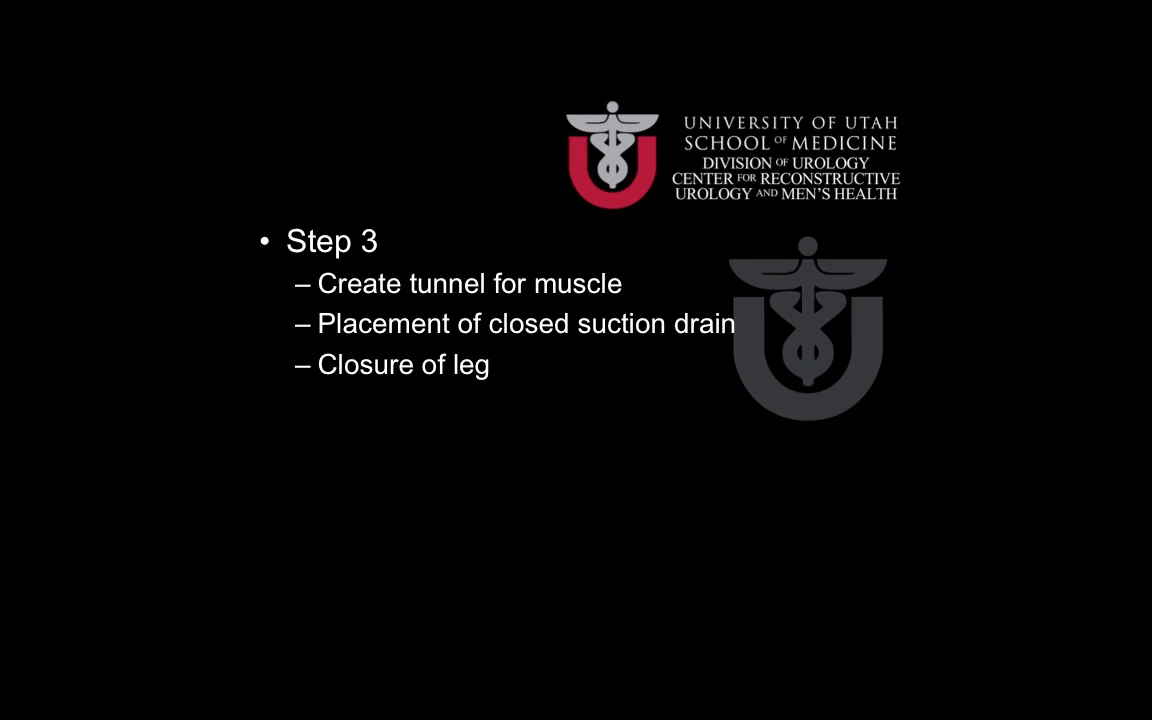 UNIVERSITY OF UTAH
SCHOOL OF MEDICINE
DIVISION OF UROLOGY
CENTER FOR RECONSTRUCTIVE
UROLOGY AND MEN'S HEALTH
• Step 3
– Create tunnel for muscle
– Placement of closed suction drain
– Closure of leg